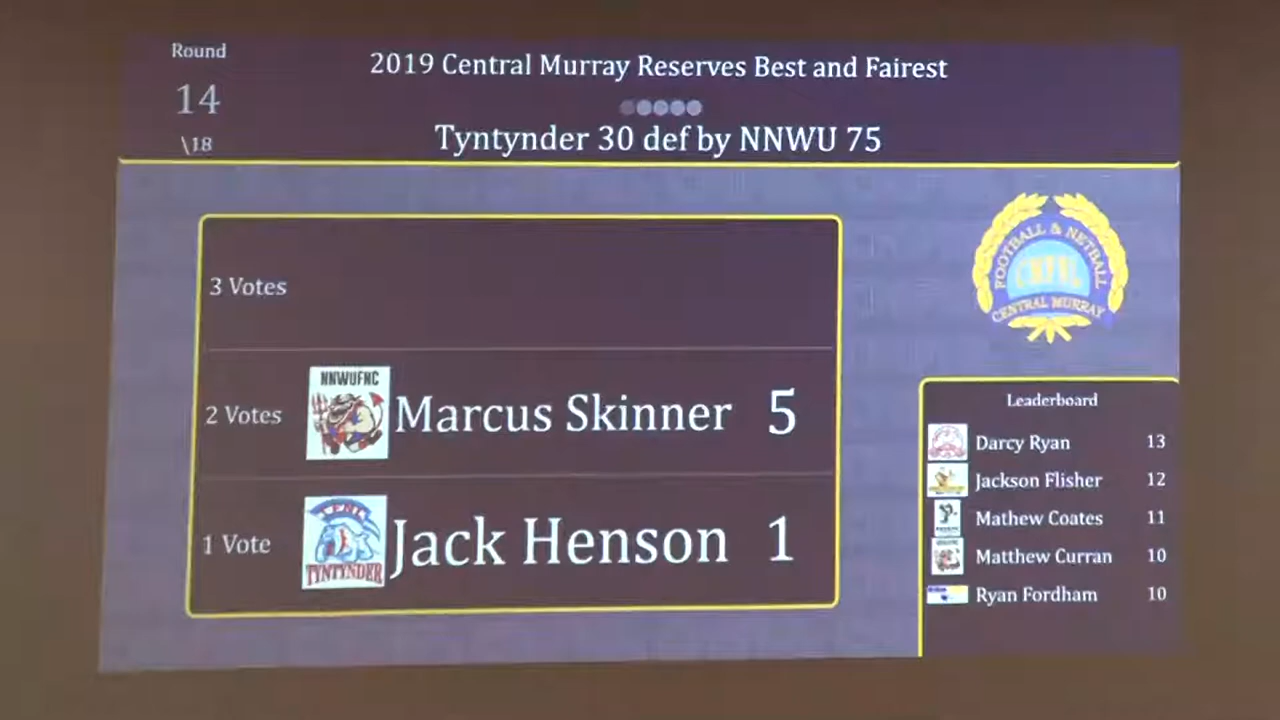 Round
14
\18
2019 Central Murray Reserves Best and Fairest
Tyntynder 30 def by NNWU 75
FOOTBALL & NETBALL
CENTRAL MURRAY
3 Votes
2 Votes
NNWUFNC
Marcus Skinner 5
1 Vote
TYNTYNDER
Jack Henson 1
Leaderboard
Darcy Ryan 13
Jackson Flisher 12
Mathew Coates 11
Matthew Curran 10
Ryan Fordham 10